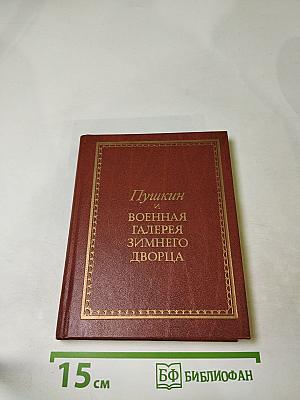 Пушкин
и
ВОЕННАЯ
ГАЛЕРЕЯ
ЗИМНЕГО
ДВОРЦА
15 см
БФ БИБЛИОФАН